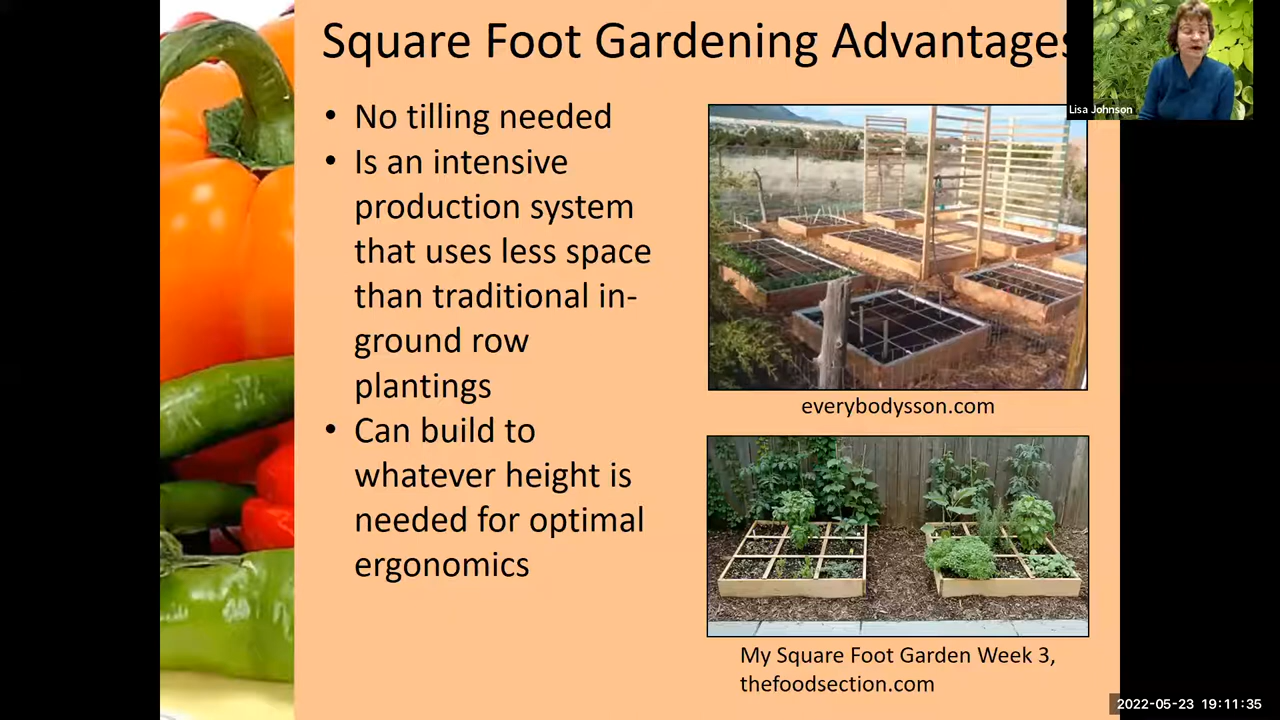 Square Foot Gardening Advantages
Lisa Johnson
• No tilling needed
• Is an intensive
production system
that uses less space
than traditional in-
ground row
plantings
• Can build to
whatever height is
needed for optimal
ergonomics
everybodysson.com
My Square Foot Garden Week 3,
thefoodsection.com
2022-05-23 19:11:35